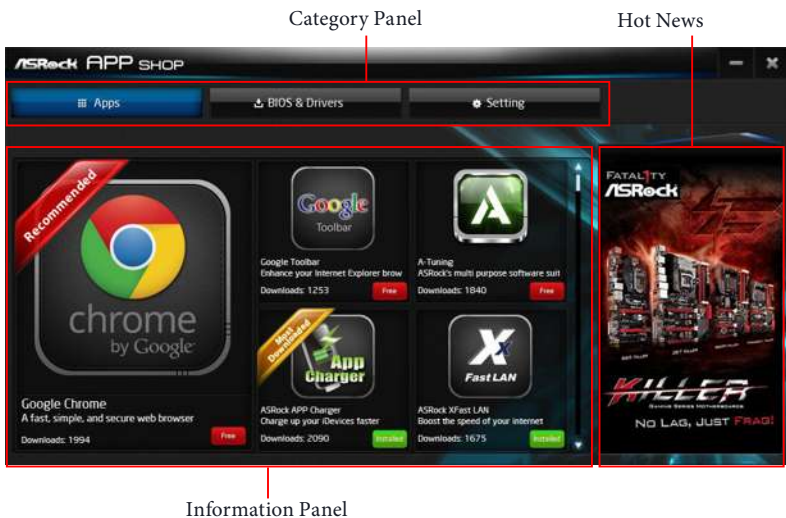 Category Panel
Hot News
ASRock APP SHOP
Apps
BIOS & Drivers
Setting
Recommended
chrome
by Google
Google Chrome
A fast, simple, and secure web browser
Downloads: 1994
Free
Google
Toolbar
Google Toolbar
Enhance your Internet Explorer brow
Downloads: 1253
Free
A-Tuning
ASRock's multi purpose software suit
Downloads: 1840
Free
Most Downloaded
App
Charger
ASRock APP Charger
Charge up your iDevices faster
Downloads: 2090
Installed
Fast LAN
ASRock XFast LAN
Boost the speed of your internet
Downloads: 1675
Installed
FATAL1TY
ASRock
KILLER
GAMING SERIES MOTHERBOARDS
NO LAG, JUST FRAG!
Information Panel